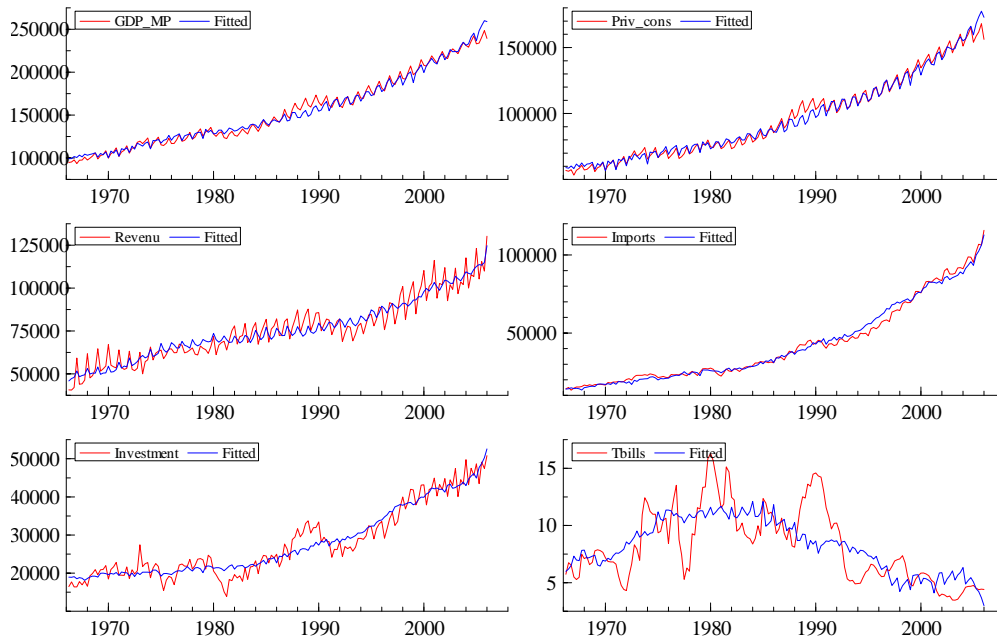 GDP_MP Fitted
250000
200000
150000
100000
1970 1980 1990 2000
Priv_cons Fitted
150000
100000
1970 1980 1990 2000
Revenu Fitted
125000
100000
75000
50000
1970 1980 1990 2000
Imports Fitted
100000
50000
1970 1980 1990 2000
Investment Fitted
50000
40000
30000
20000
1970 1980 1990 2000
Tbills Fitted
15
10
5
1970 1980 1990 2000